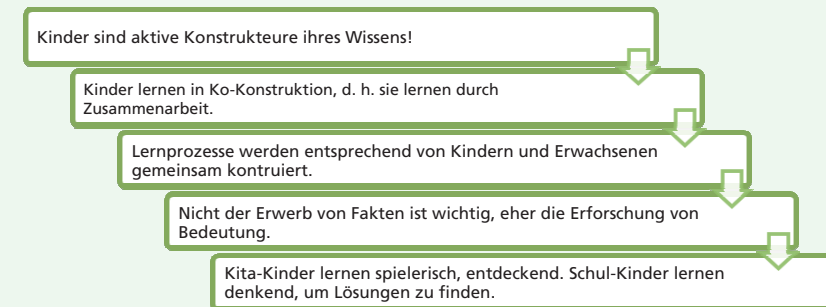 Kinder sind aktive Konstrukteure ihres Wissens!
Kinder lernen in Ko-Konstruktion, d. h. sie lernen durch
Zusammenarbeit.
Lernprozesse werden entsprechend von Kindern und Erwachsenen
gemeinsam kontruiert.
Nicht der Erwerb von Fakten ist wichtig, eher die Erforschung von
Bedeutung.
Kita-Kinder lernen spielerisch, entdeckend. Schul-Kinder lernen
denkend, um Lösungen zu finden.